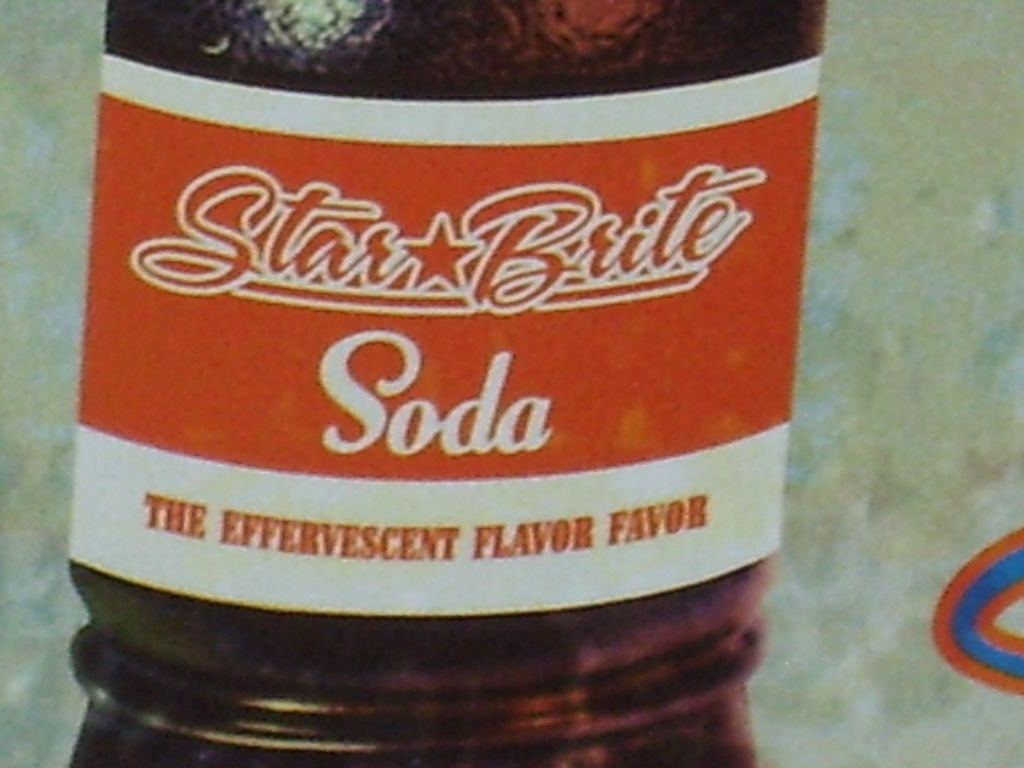 Star Brite
Soda
THE EFFERVESCENT FLAVOR FAVOR